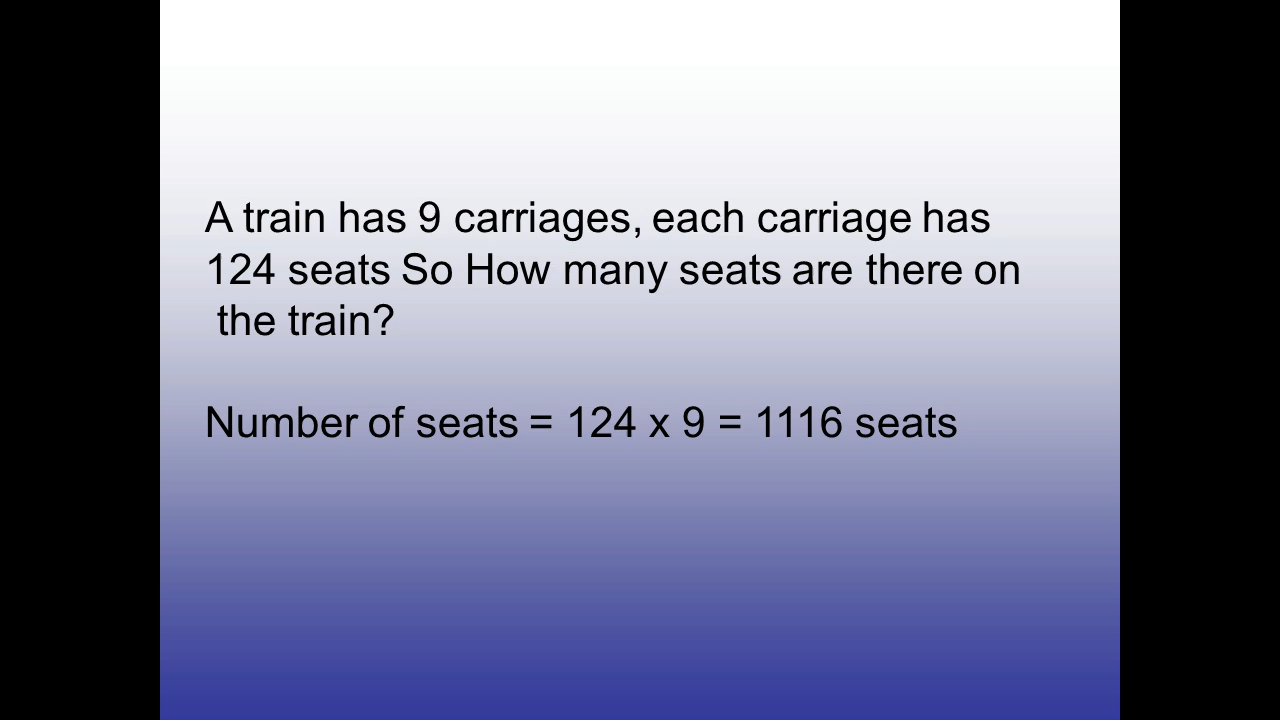 A train has 9 carriages, each carriage has
124 seats So How many seats are there on
the train?
Number of seats = 124 x 9 = 1116 seats